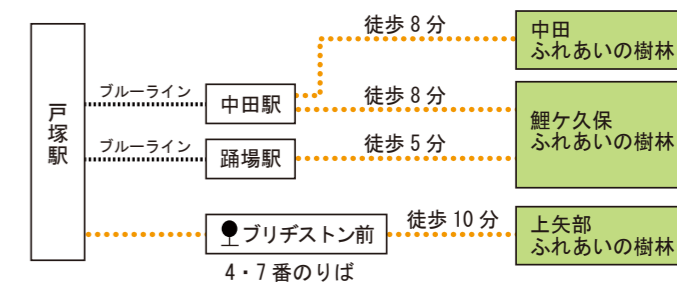 戸塚駅
ブルーライン
中田駅
徒歩 8 分
中田
ふれあいの樹林
徒歩 8 分
鯉ケ久保
ふれあいの樹林
ブルーライン
踊場駅
徒歩 5 分
ブリヂストン前
4・7 番のりば
徒歩 10 分
上矢部
ふれあいの樹林